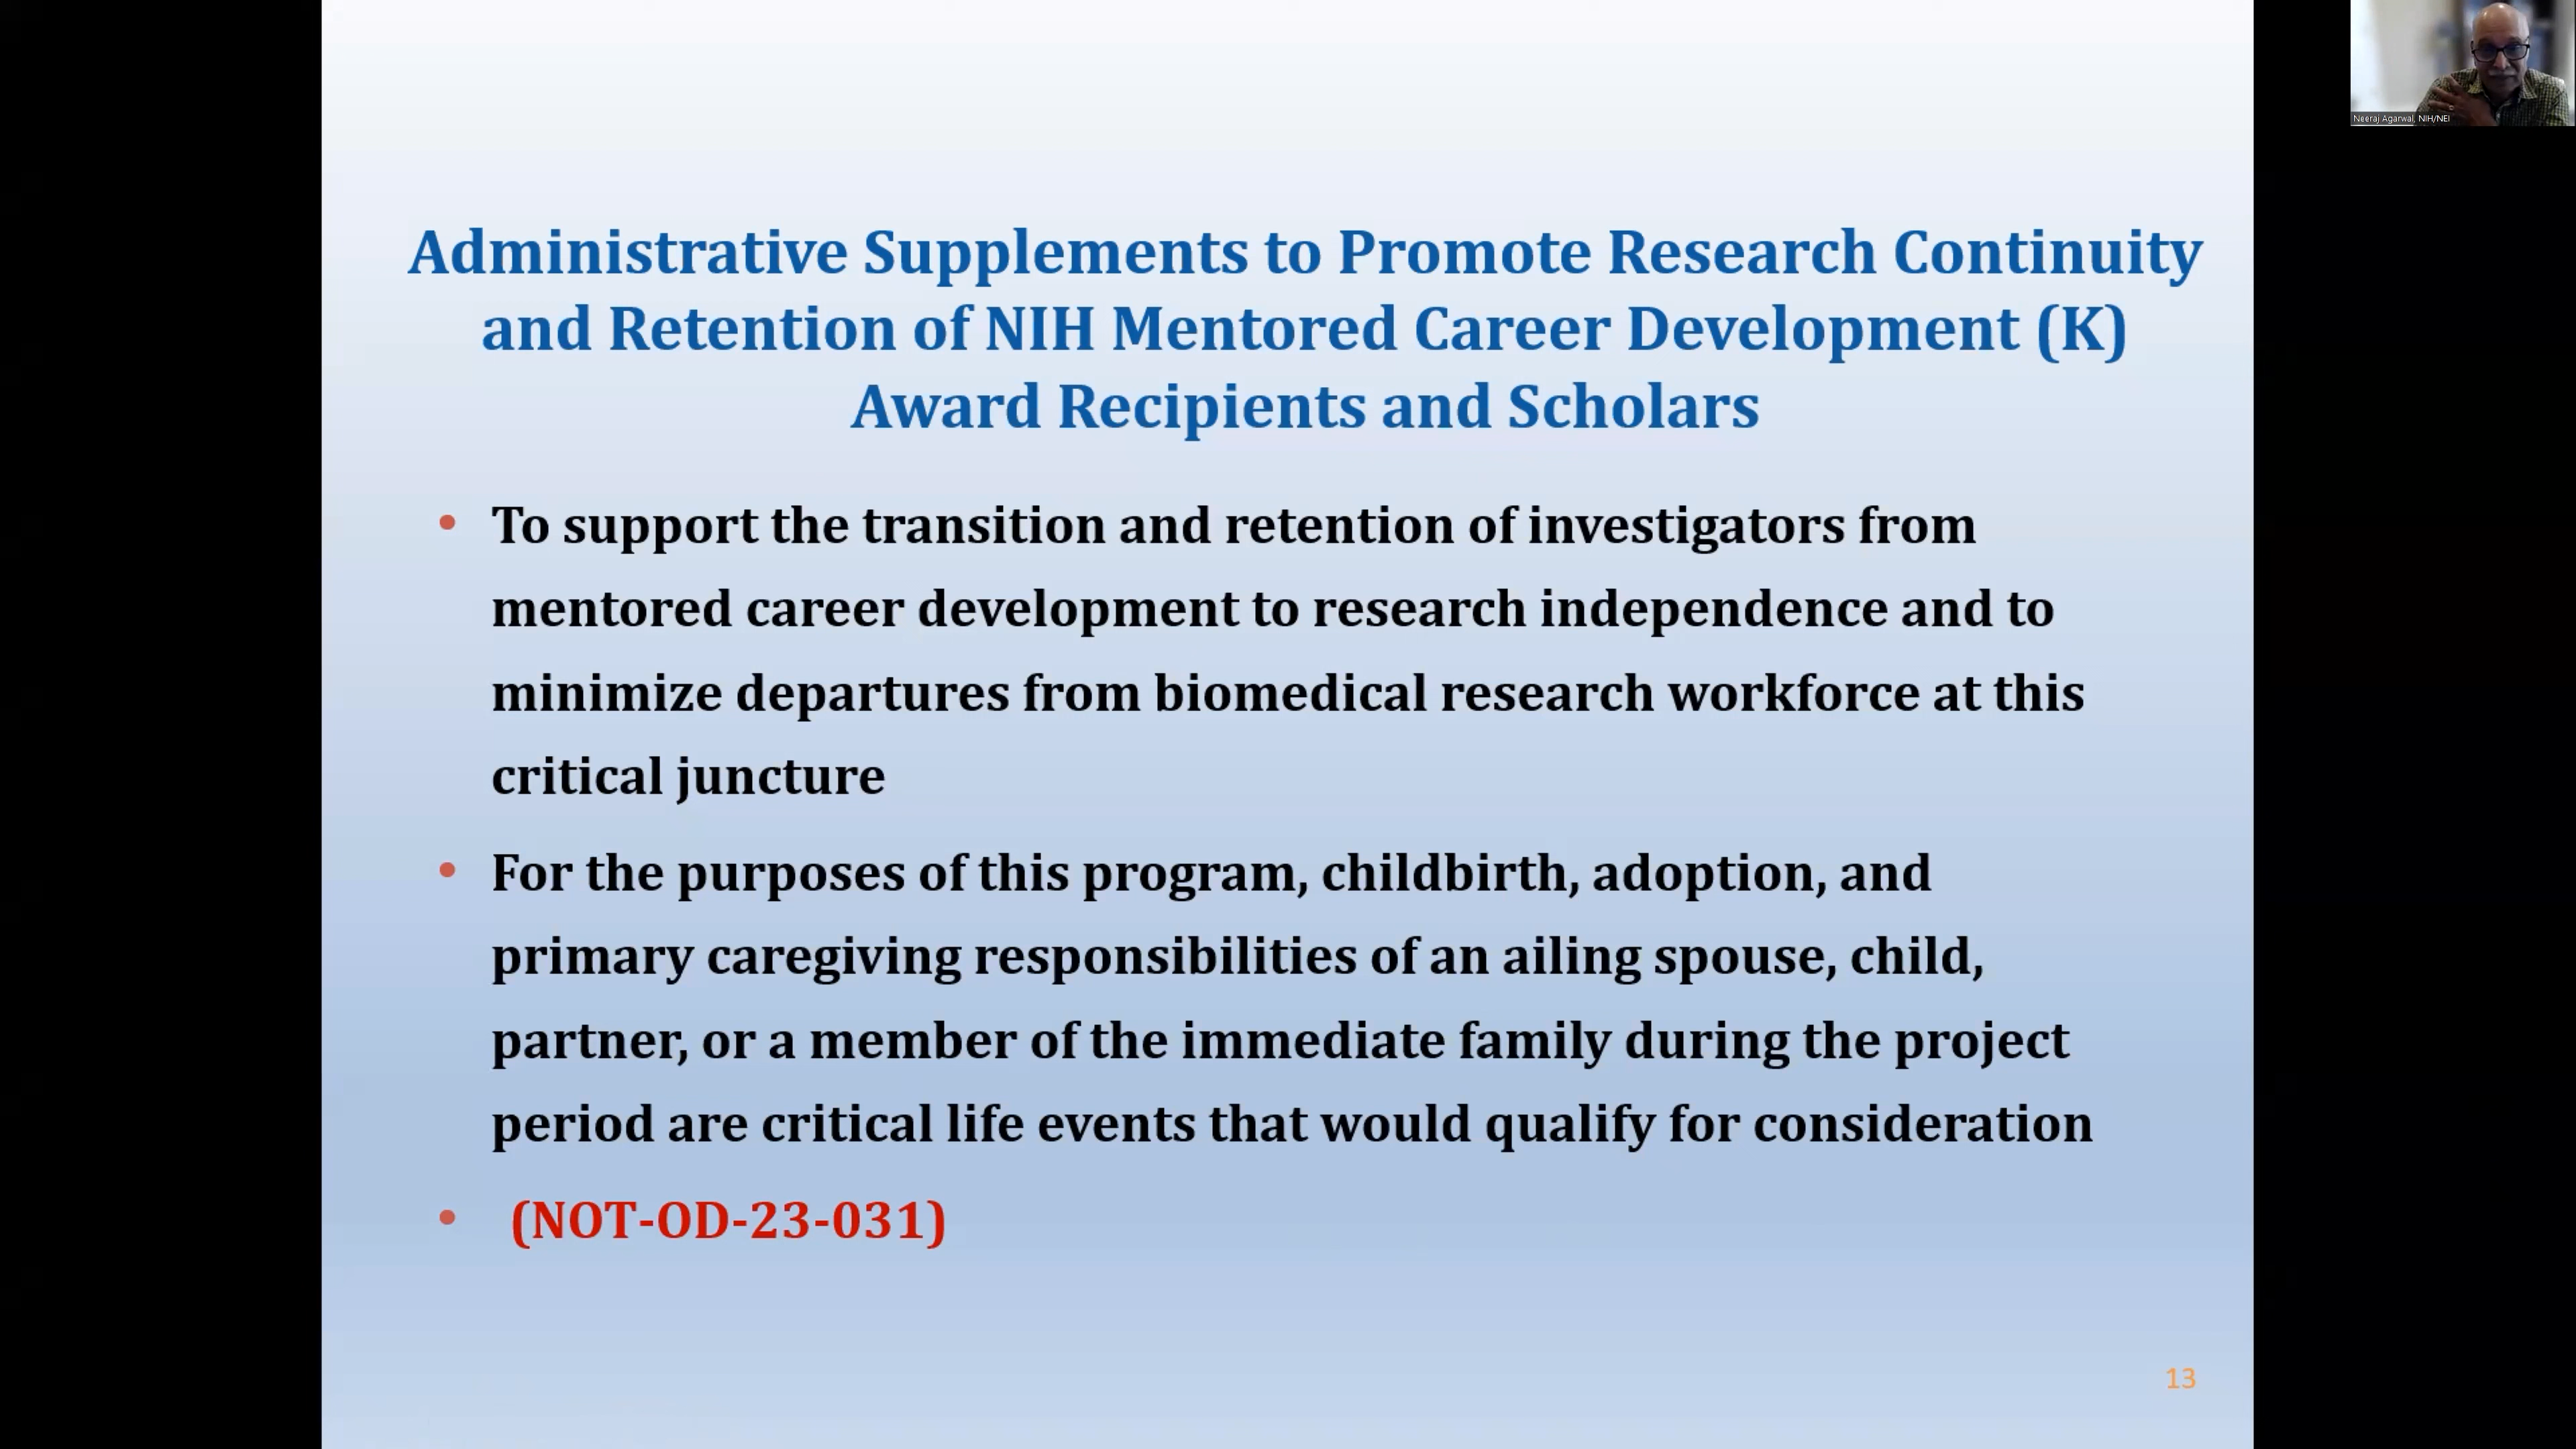 Neeraj Agarwal, NIH/NEI
Administrative Supplements to Promote Research Continuity
and Retention of NIH Mentored Career Development (K)
Award Recipients and Scholars
• To support the transition and retention of investigators from
mentored career development to research independence and to
minimize departures from biomedical research workforce at this
critical juncture
• For the purposes of this program, childbirth, adoption, and
primary caregiving responsibilities of an ailing spouse, child,
partner, or a member of the immediate family during the project
period are critical life events that would qualify for consideration
• (NOT-OD-23-031)
13